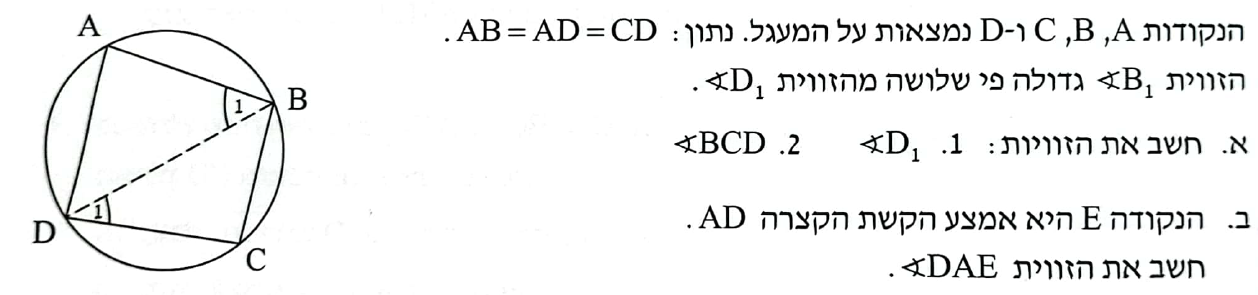 הנקודות A, B, C ו-D נמצאות על המעגל. נתון: AB = AD = CD.
הזווית ∢B₁ גדולה פי שלושה מהזווית ∢D₁.
א. חשב את הזוויות: 1. ∢D₁ 2. ∢BCD
ב. הנקודה E היא אמצע הקשת הקצרה AD.
חשב את הזווית ∢DAE.
A
B
1
D
1
C